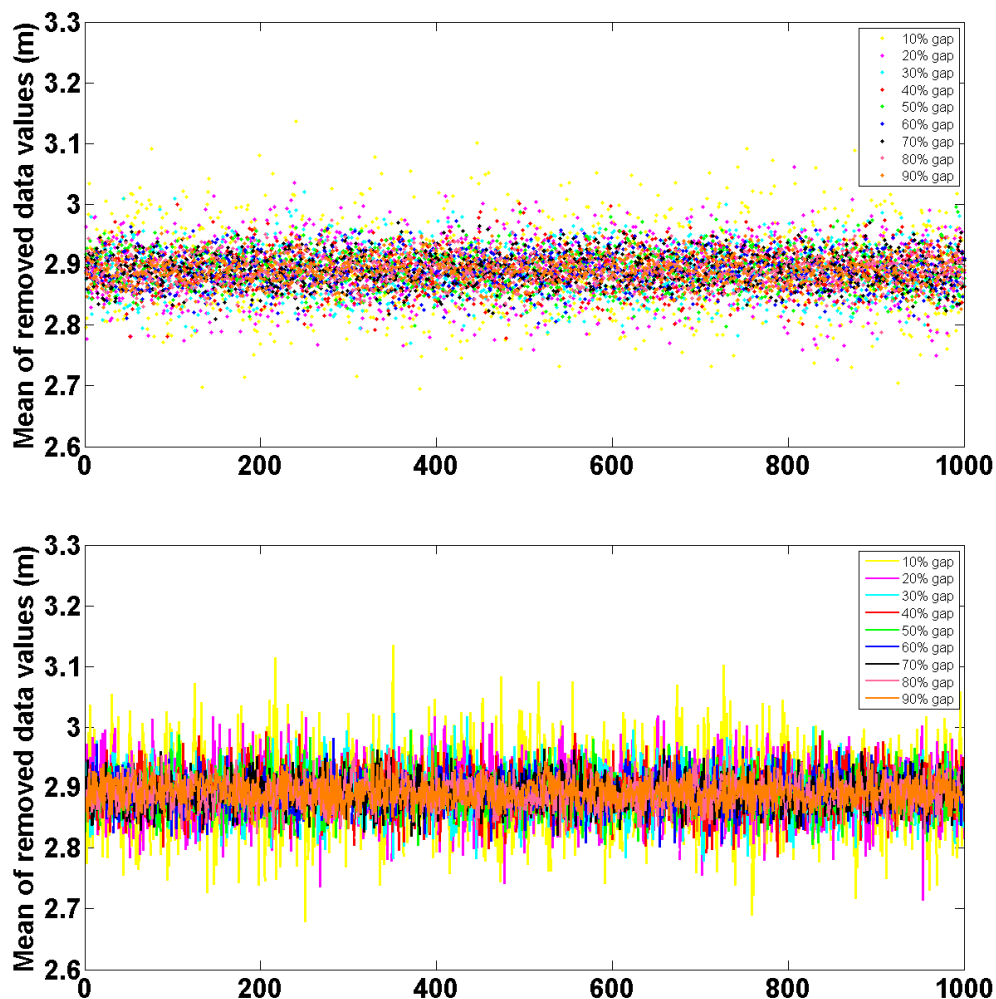 Mean of removed data values (m)
3.3
3.2
3.1
3
2.9
2.8
2.7
2.6
0 200 400 600 800 1000
10% gap
20% gap
30% gap
40% gap
50% gap
60% gap
70% gap
80% gap
90% gap
Mean of removed data values (m)
3.3
3.2
3.1
3
2.9
2.8
2.7
2.6
0 200 400 600 800 1000
10% gap
20% gap
30% gap
40% gap
50% gap
60% gap
70% gap
80% gap
90% gap